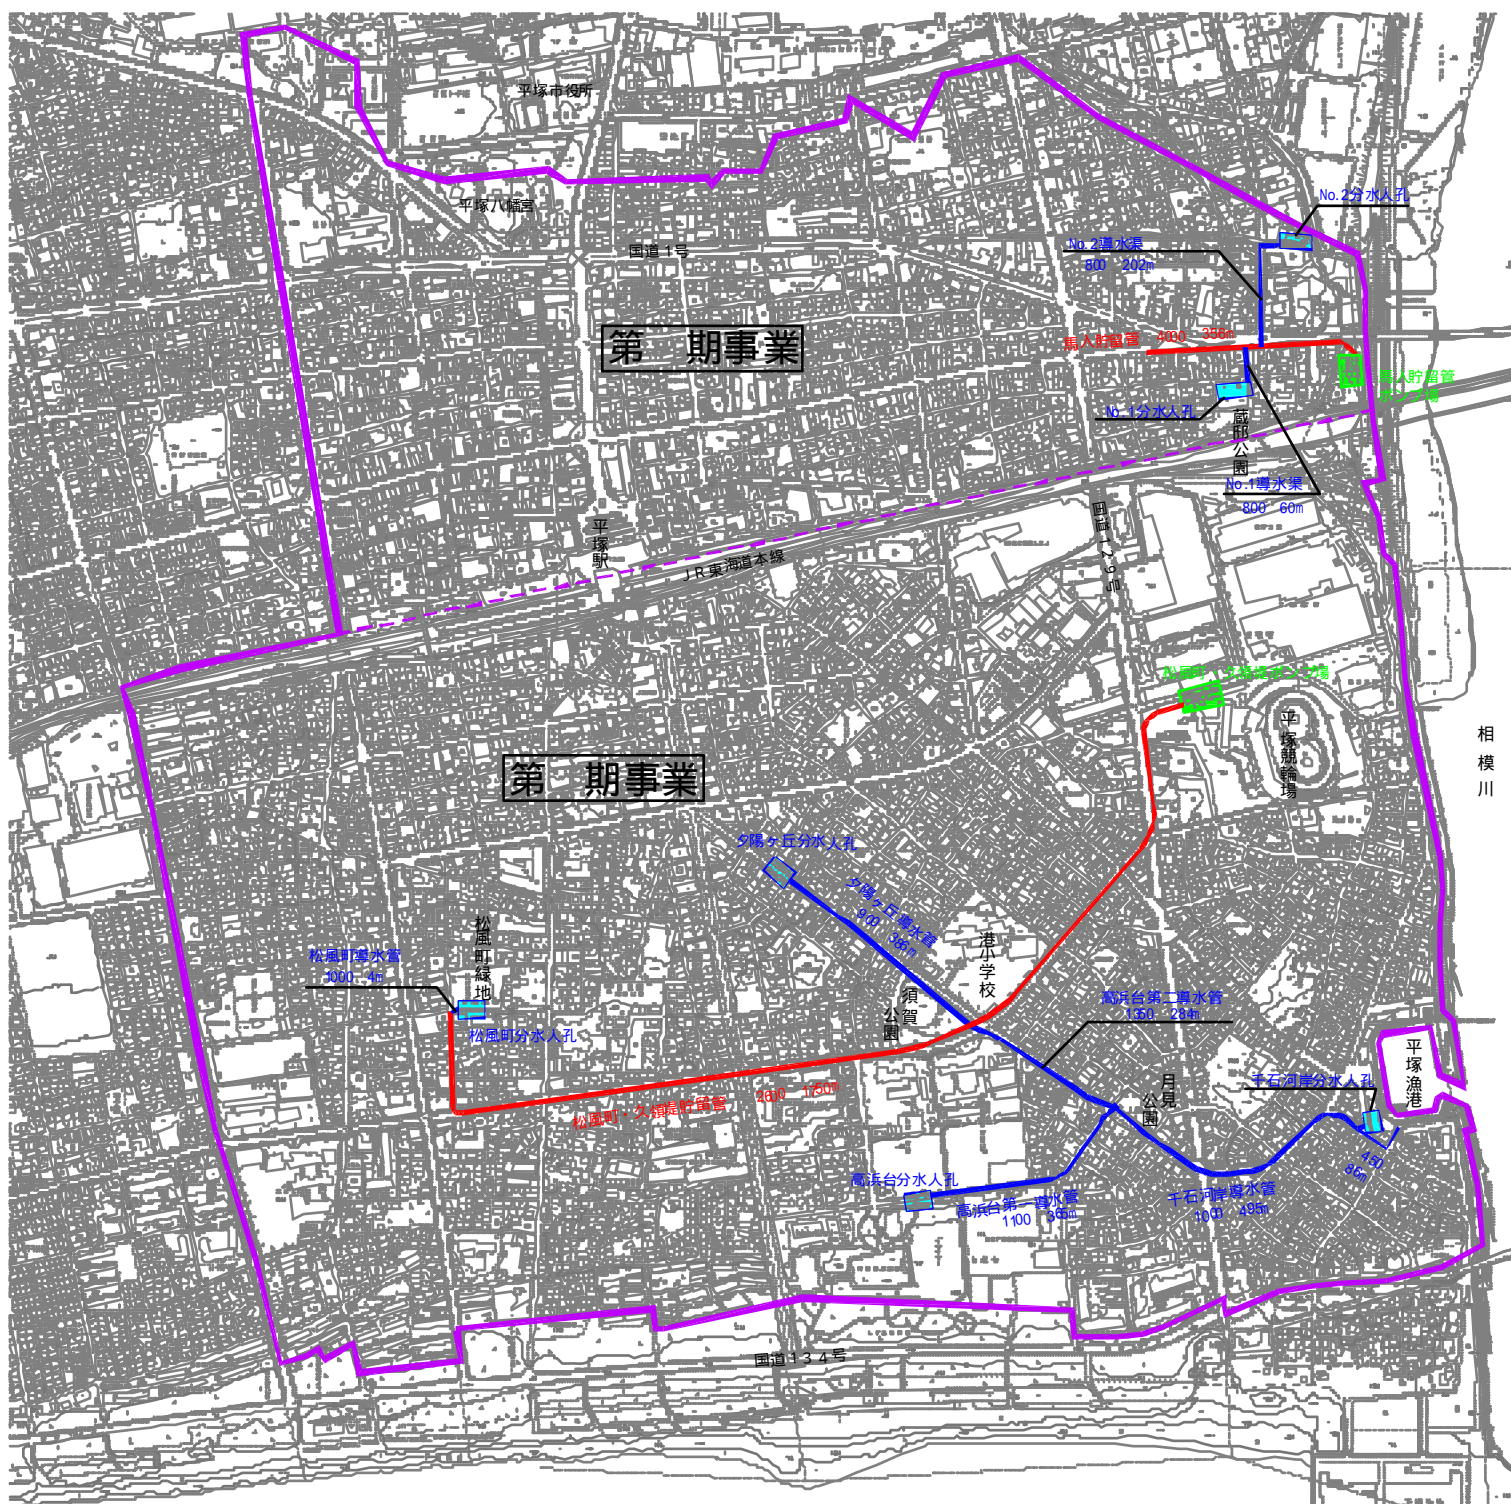 平塚市役所
平塚八幡宮
国道1号
No.2分水人孔
No.2導水渠
800 202m
第 期事業
馬入貯留管 4000 356m
馬入貯留管
ポンプ場
No.1分水人孔
蔵邸公園
No.1導水渠
800 60m
平塚駅
JR東海道本線
国道129号
松風町・久領堤ポンプ場
平塚競輪場
相模川
第 期事業
夕陽ヶ丘分水人孔
夕陽ヶ丘導水管
900 386m
松風町緑地
松風町導水管
1000 4m
松風町分水人孔
港小学校
須賀
公園
高浜台第二導水管
1350 284m
平塚漁港
千石河岸分水人孔
月見
公園
松風町・久領堤貯留管 2600
450
86m
高浜台分水人孔
高浜台第一導水管
1100 365m
千石河岸導水管
1000 495m
国道134号